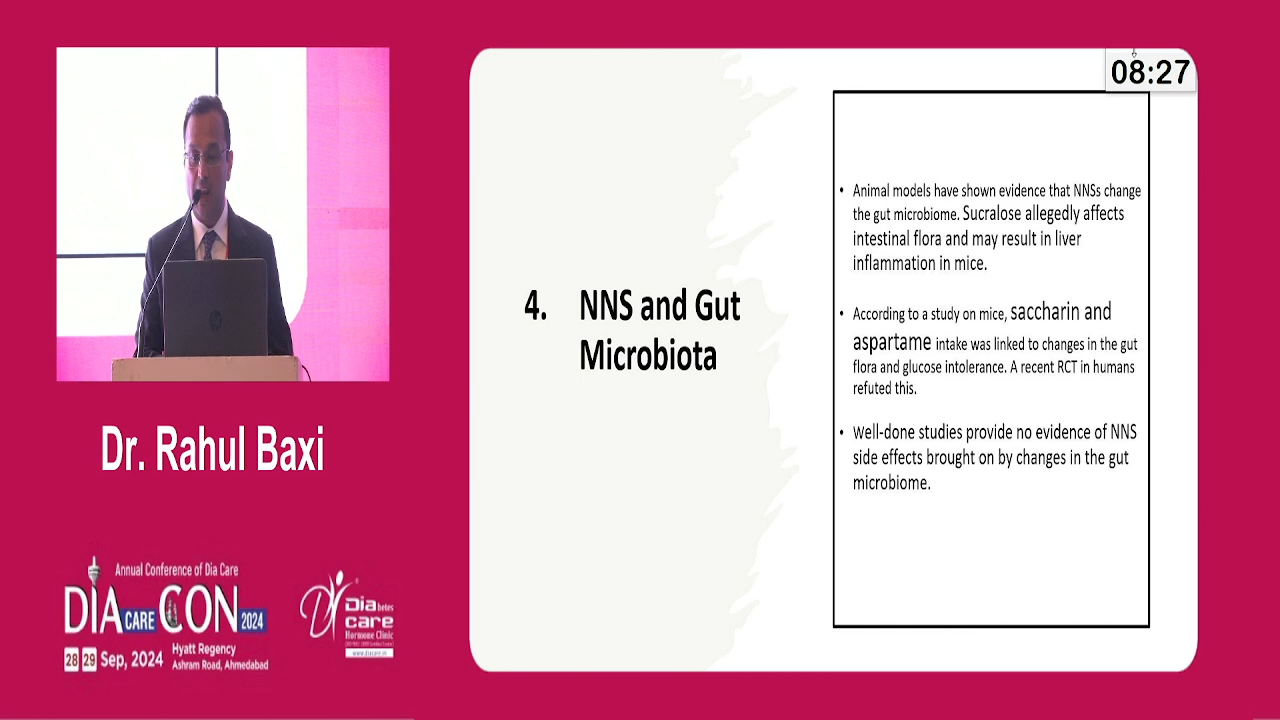 08:27
4. NNS and Gut
Microbiota
• Animal models have shown evidence that NNSs change
the gut microbiome. Sucralose allegedly affects
intestinal flora and may result in liver
inflammation in mice.
• According to a study on mice, saccharin and
aspartame intake was linked to changes in the gut
flora and glucose intolerance. A recent RCT in humans
refuted this.
• Well-done studies provide no evidence of NNS
side effects brought on by changes in the gut
microbiome.
Dr. Rahul Baxi
Annual Conference of Dia Care
DIA CARE CON 2024
28 29 Sep, 2024
Hyatt Regency
Ashram Road, Ahmedabad
Diabetes
care
Hormone Clinic
www.diacare.in